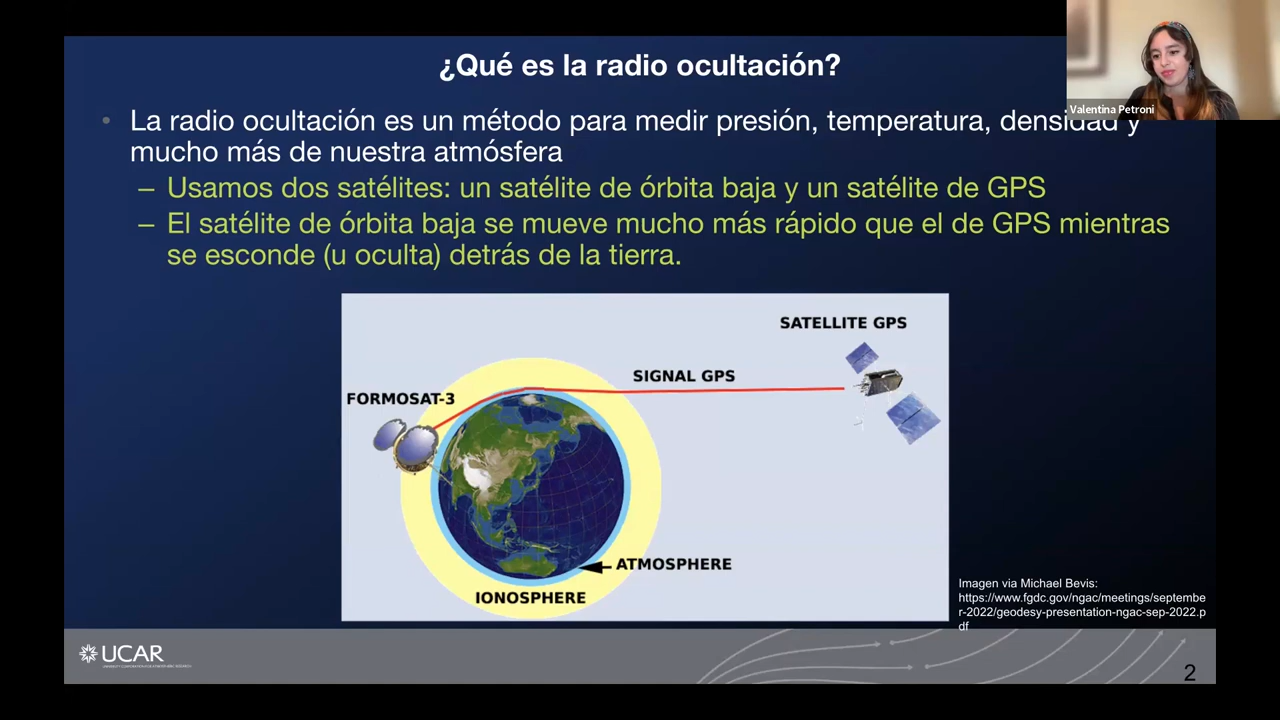 ¿Qué es la radio ocultación?
Valentina Petroni
• La radio ocultación es un método para medir presión, temperatura, densidad y
mucho más de nuestra atmósfera
– Usamos dos satélites: un satélite de órbita baja y un satélite de GPS
– El satélite de órbita baja se mueve mucho más rápido que el de GPS mientras
se esconde (u oculta) detrás de la tierra.
SATELLITE GPS
SIGNAL GPS
FORMOSAT-3
ATMOSPHERE
IONOSPHERE
Imagen via Michael Bevis:
https://www.fgdc.gov/ngac/meetings/septembe
r-2022/geodesy-presentation-ngac-sep-2022.p
df
UCAR
2